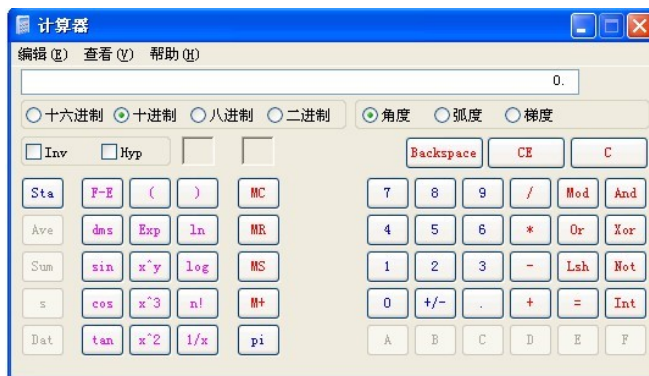 计算器
编辑(E) 查看(V) 帮助(H)
0.
十六进制 十进制 八进制 二进制 角度 弧度 梯度
Inv Hyp Backspace CE C
Sta F-E ( ) MC 7 8 9 / Mod And
Ave dms Exp ln MR 4 5 6 * Or Xor
Sum sin x^y log MS 1 2 3 - Lsh Not
s cos x^3 n! M+ 0 +/- . + = Int
Dat tan x^2 1/x pi A B C D E F